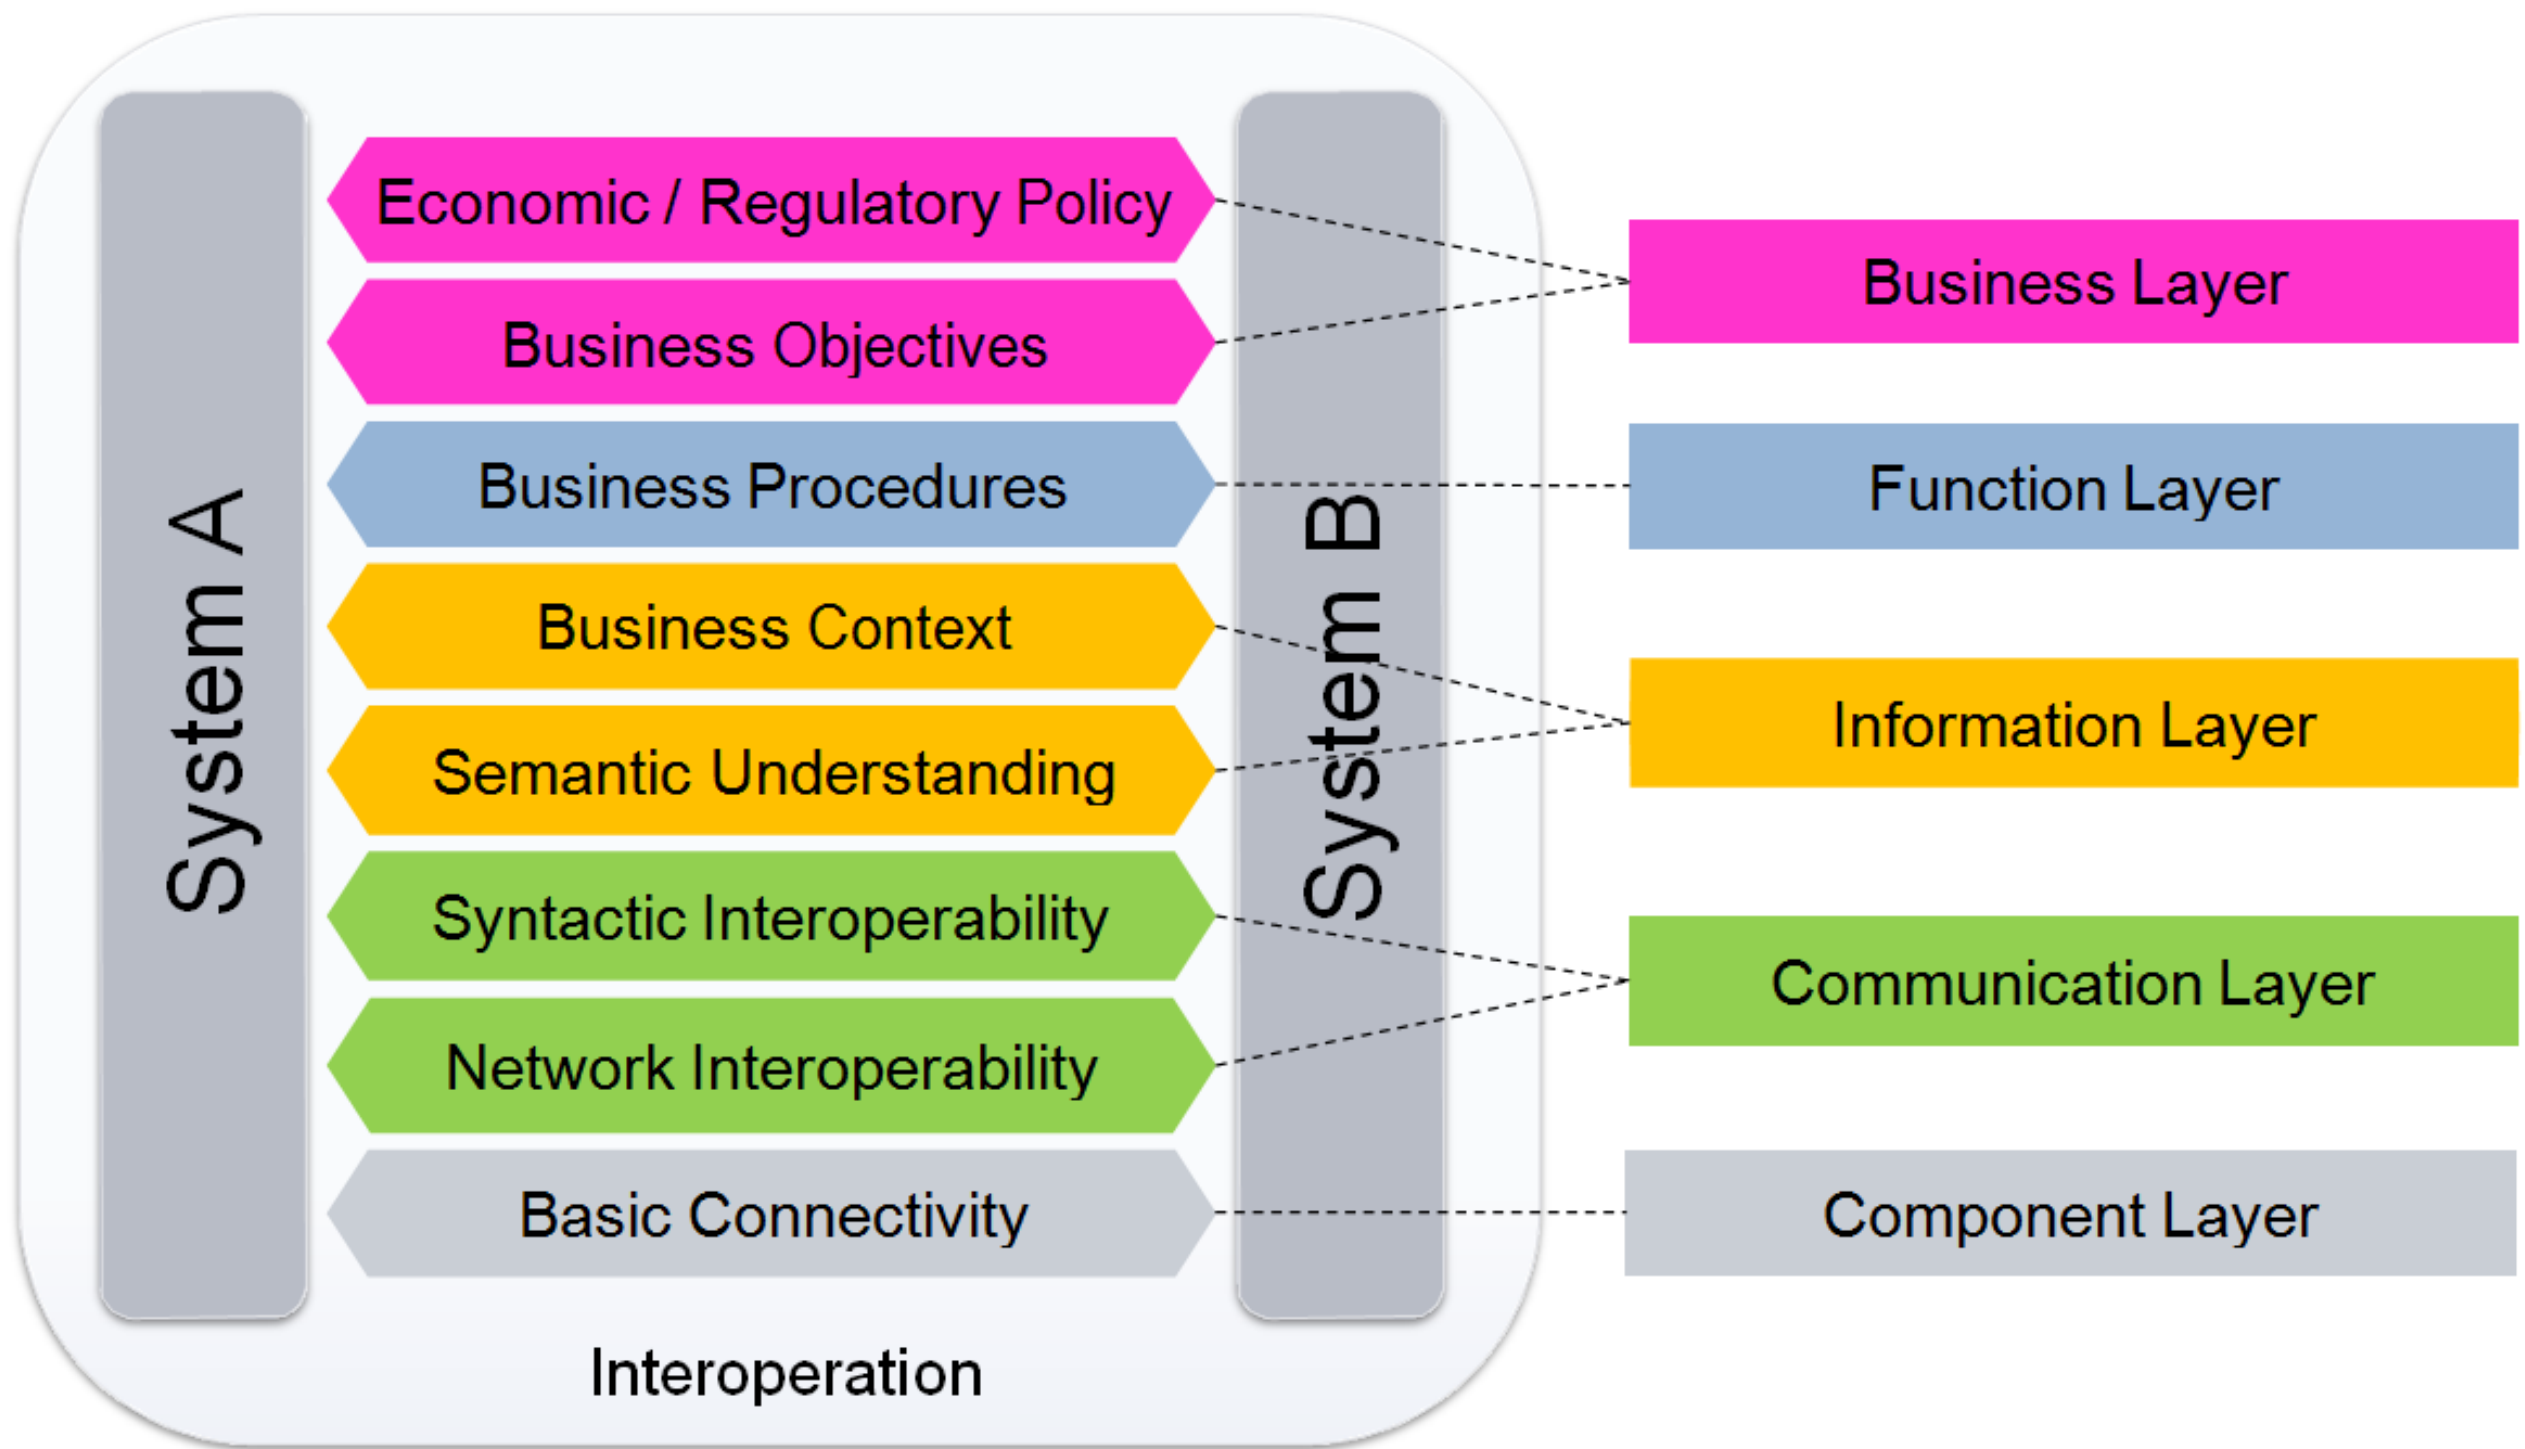 System A
Economic / Regulatory Policy
Business Objectives
Business Procedures
Business Context
Semantic Understanding
Syntactic Interoperability
Network Interoperability
Basic Connectivity
Interoperation
System B
Business Layer
Function Layer
Information Layer
Communication Layer
Component Layer